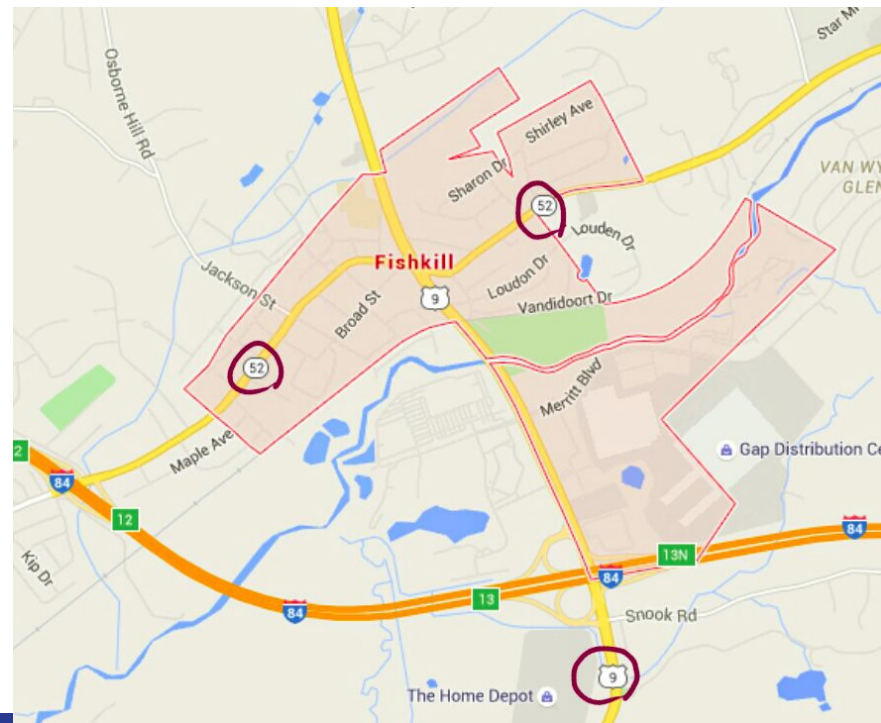 Star M
Osborne Hill Rd
Shirley Ave
VAN WY
GLEN
Sharon Dr
52
Louden Dr
Fishkill
Jackson St
Loudon Dr
9
Broad St
Vandidoort Dr
52
Merritt Blvd
Maple Ave
2
84
Gap Distribution Ce
12
84
13N
Kip Dr
84
13
84
Snook Rd
9
The Home Depot